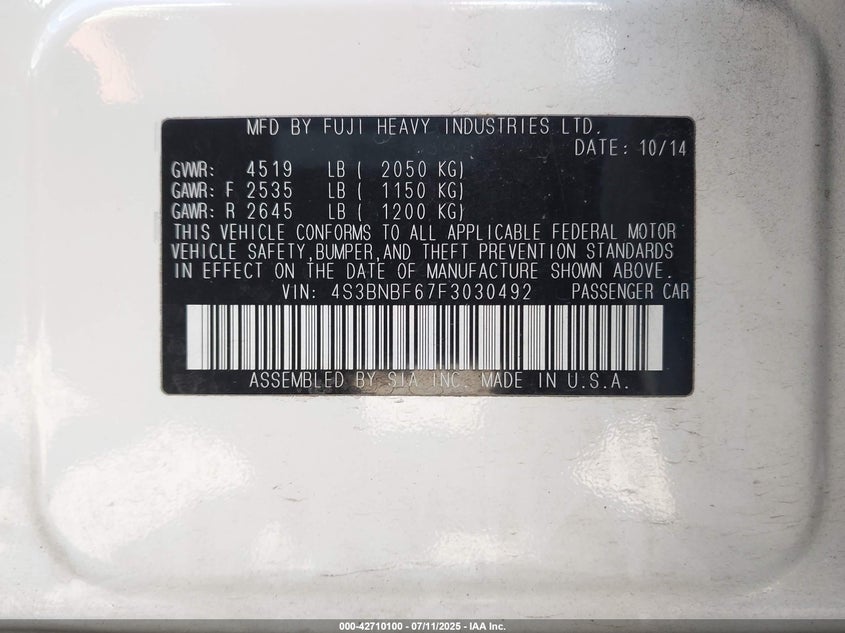 MFD BY FUJI HEAVY INDUSTRIES LTD.
DATE: 10/14
GVWR: 4519 LB ( 2050 KG)
GAWR: F 2535 LB ( 1150 KG)
GAWR: R 2645 LB ( 1200 KG)
THIS VEHICLE CONFORMS TO ALL APPLICABLE FEDERAL MOTOR
VEHICLE SAFETY,BUMPER,AND THEFT PREVENTION STANDARDS
IN EFFECT ON THE DATE OF MANUFACTURE SHOWN ABOVE.
VIN: 4S3BNBF67F3030492 PASSENGER CAR
ASSEMBLED BY SIA INC. MADE IN U.S.A.
000-42710100 - 07/11/2025 - IAA Inc.